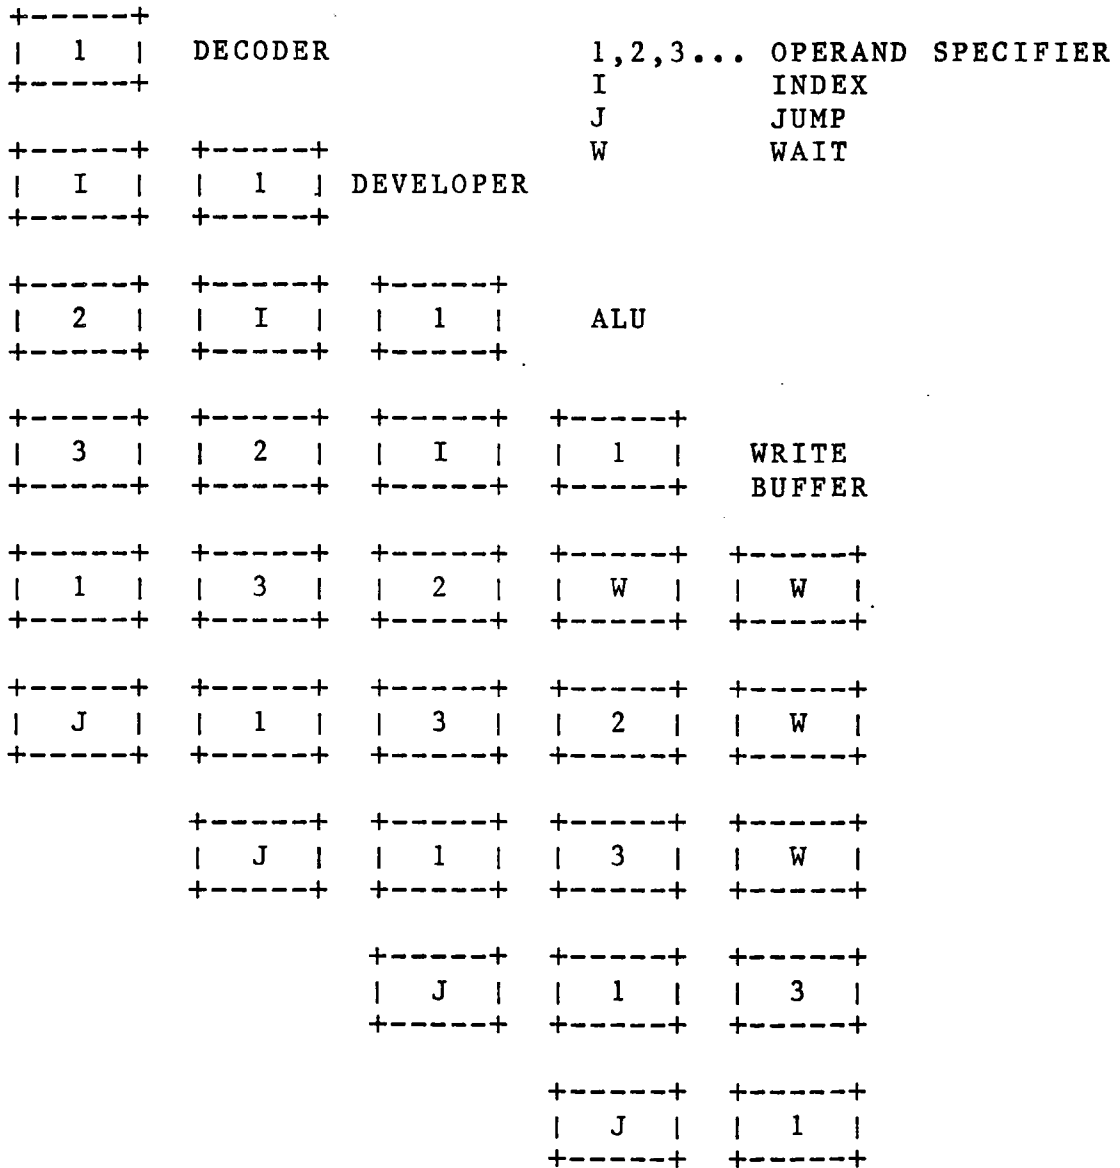 +-----+
|  1  |  DECODER  1,2,3... OPERAND SPECIFIER
+-----+  I  INDEX
J  JUMP
+-----+ +-----+  W  WAIT
|  I  | |  1  | DEVELOPER
+-----+ +-----+
+-----+ +-----+ +-----+
|  2  | |  I  | |  1  |  ALU
+-----+ +-----+ +-----+
+-----+ +-----+ +-----+ +-----+
|  3  | |  2  | |  I  | |  1  |  WRITE
+-----+ +-----+ +-----+ +-----+  BUFFER
+-----+ +-----+ +-----+ +-----+ +-----+
|  1  | |  3  | |  2  | |  W  | |  W  |
+-----+ +-----+ +-----+ +-----+ +-----+
+-----+ +-----+ +-----+ +-----+ +-----+
|  J  | |  1  | |  3  | |  2  | |  W  |
+-----+ +-----+ +-----+ +-----+ +-----+
+-----+ +-----+ +-----+ +-----+
|  J  | |  1  | |  3  | |  W  |
+-----+ +-----+ +-----+ +-----+
+-----+ +-----+ +-----+
|  J  | |  1  | |  3  |
+-----+ +-----+ +-----+
+-----+ +-----+
|  J  | |  1  |
+-----+ +-----+